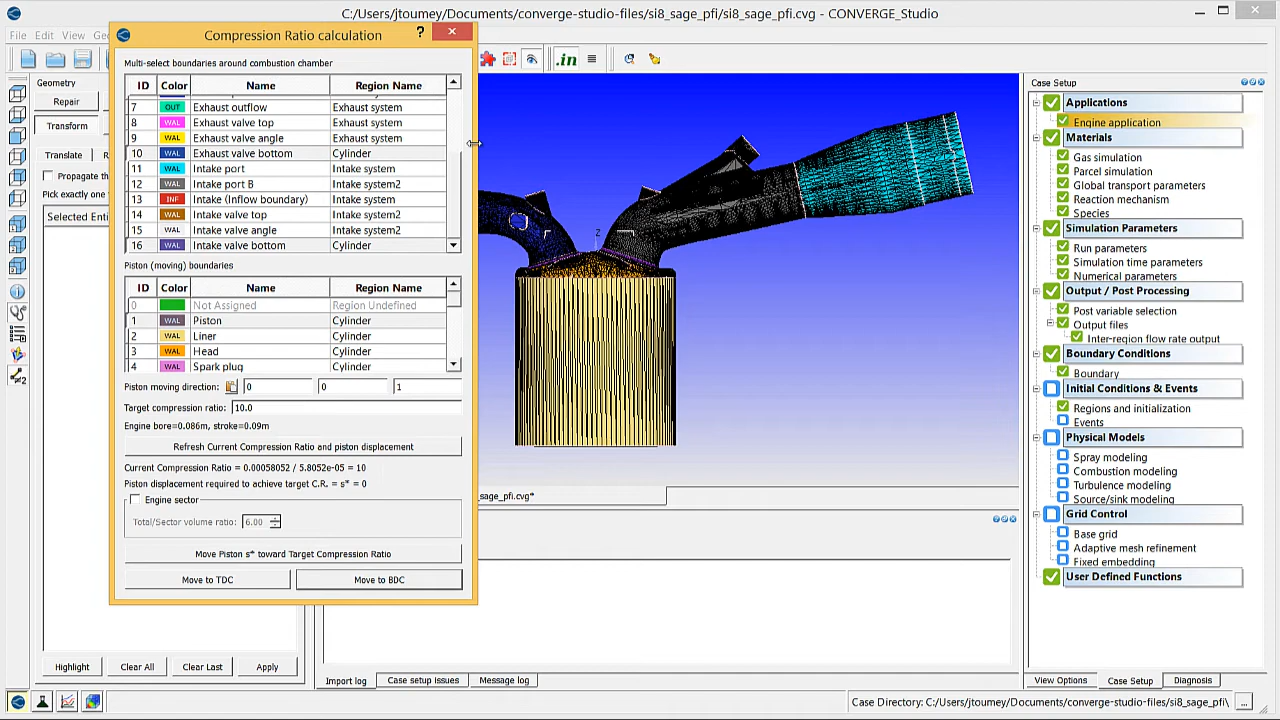 C:/Users/jtoumey/Documents/converge-studio-files/si8_sage_pfi/si8_sage_pfi.cvg - CONVERGE_Studio
File Edit View Ge
Compression Ratio calculation
?
Multi-select boundaries around combustion chamber
ID Color Name Region Name
7 OUT Exhaust outflow Exhaust system
8 WAL Exhaust valve top Exhaust system
9 WAL Exhaust valve angle Exhaust system
10 WAL Exhaust valve bottom Cylinder
11 WAL Intake port Intake system
12 WAL Intake port B Intake system2
13 INF Intake (Inflow boundary) Intake system
14 WAL Intake valve top Intake system2
15 WAL Intake valve angle Intake system2
16 WAL Intake valve bottom Cylinder
Piston (moving) boundaries
ID Color Name Region Name
0 Not Assigned Region Undefined
1 WAL Piston Cylinder
2 WAL Liner Cylinder
3 WAL Head Cylinder
4 WAL Spark plug Cylinder
Piston moving direction: 0 0 1
Target compression ratio: 10.0
Engine bore=0.086m, stroke=0.09m
Refresh Current Compression Ratio and piston displacement
Current Compression Ratio = 0.00058052 / 5.8052e-05 = 10
Piston displacement required to achieve target C.R. = s* = 0
Engine sector
Total/Sector volume ratio: 6.00
Move Piston s* toward Target Compression Ratio
Move to TDC Move to BDC
Geometry
Repair
Transform
Translate R
Propagate th
Pick exactly one
Selected Enti
Highlight Clear All Clear Last Apply
.in
Z
_sage_pfi.cvg*
Import log Case setup issues Message log
Case Setup
Applications
Engine application
Materials
Gas simulation
Parcel simulation
Global transport parameters
Reaction mechanism
Species
Simulation Parameters
Run parameters
Simulation time parameters
Numerical parameters
Output / Post Processing
Post variable selection
Output files
Inter-region flow rate output
Boundary Conditions
Boundary
Initial Conditions & Events
Regions and initialization
Events
Physical Models
Spray modeling
Combustion modeling
Turbulence modeling
Source/sink modeling
Grid Control
Base grid
Adaptive mesh refinement
Fixed embedding
User Defined Functions
View Options Case Setup Diagnosis
Case Directory: C:/Users/jtoumey/Documents/converge-studio-files/si8_sage_pfi\ ...